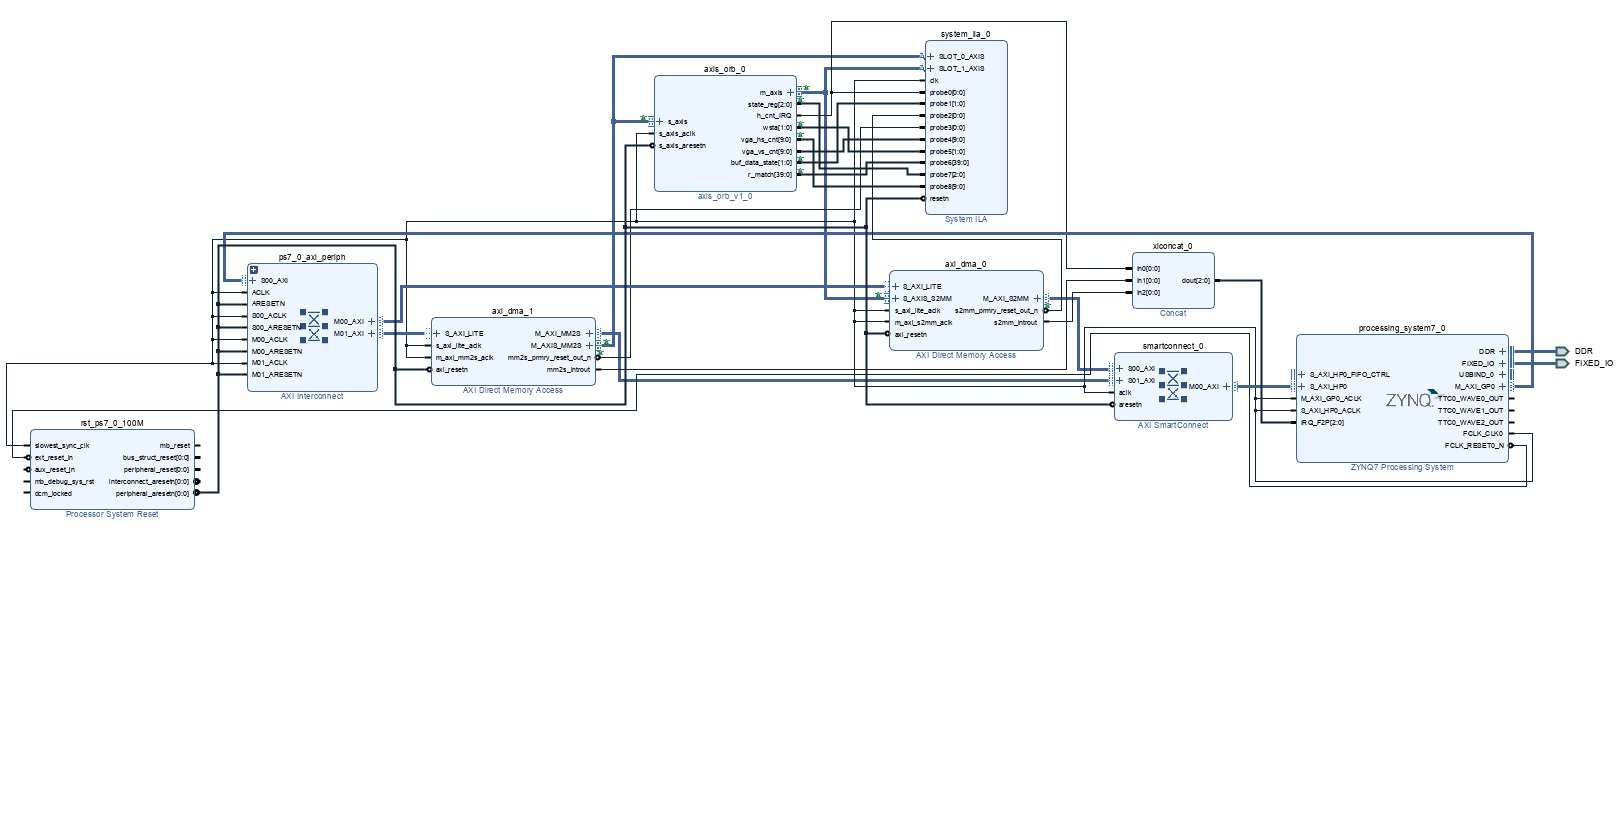 system_ila_0
SLOT_0_AXIS
SLOT_1_AXIS
clk
probe0[0:0]
probe1[1:0]
probe2[0:0]
probe3[0:0]
probe4[9:0]
probe5[1:0]
probe6[39:0]
probe7[2:0]
probe8[9:0]
resetn
System ILA
axis_orb_0
m_axis
state_reg[2:0]
h_cnt_IRQ
s_axis
wsta[1:0]
s_axis_aclk
vga_hs_cnt[9:0]
s_axis_aresetn
vga_vs_cnt[9:0]
buf_data_state[1:0]
r_match[39:0]
axis_orb_v1_0
ps7_0_axi_periph
S00_AXI
ACLK
ARESETN
S00_ACLK
S00_ARESETN
M00_AXI
M01_AXI
M00_ACLK
M00_ARESETN
M01_ACLK
M01_ARESETN
AXI Interconnect
axi_dma_1
S_AXI_LITE
M_AXI_MM2S
s_axi_lite_aclk
M_AXIS_MM2S
m_axi_mm2s_aclk
mm2s_prmry_reset_out_n
axi_resetn
mm2s_introut
AXI Direct Memory Access
axi_dma_0
S_AXI_LITE
S_AXIS_S2MM
M_AXI_S2MM
s_axi_lite_aclk
s2mm_prmry_reset_out_n
m_axi_s2mm_aclk
s2mm_introut
axi_resetn
AXI Direct Memory Access
xlconcat_0
In0[0:0]
In1[0:0]
dout[2:0]
In2[0:0]
Concat
smartconnect_0
S00_AXI
S01_AXI
M00_AXI
aclk
aresetn
AXI SmartConnect
processing_system7_0
DDR
FIXED_IO
S_AXI_HP0_FIFO_CTRL
USBIND_0
S_AXI_HP0
M_AXI_GP0
M_AXI_GP0_ACLK
ZYNQ
TTC0_WAVE0_OUT
S_AXI_HP0_ACLK
TTC0_WAVE1_OUT
IRQ_F2P[2:0]
TTC0_WAVE2_OUT
FCLK_CLK0
FCLK_RESET0_N
ZYNQ7 Processing System
DDR
FIXED_IO
rst_ps7_0_100M
slowest_sync_clk
mb_reset
ext_reset_in
bus_struct_reset[0:0]
aux_reset_in
peripheral_reset[0:0]
mb_debug_sys_rst
interconnect_aresetn[0:0]
dcm_locked
peripheral_aresetn[0:0]
Processor System Reset